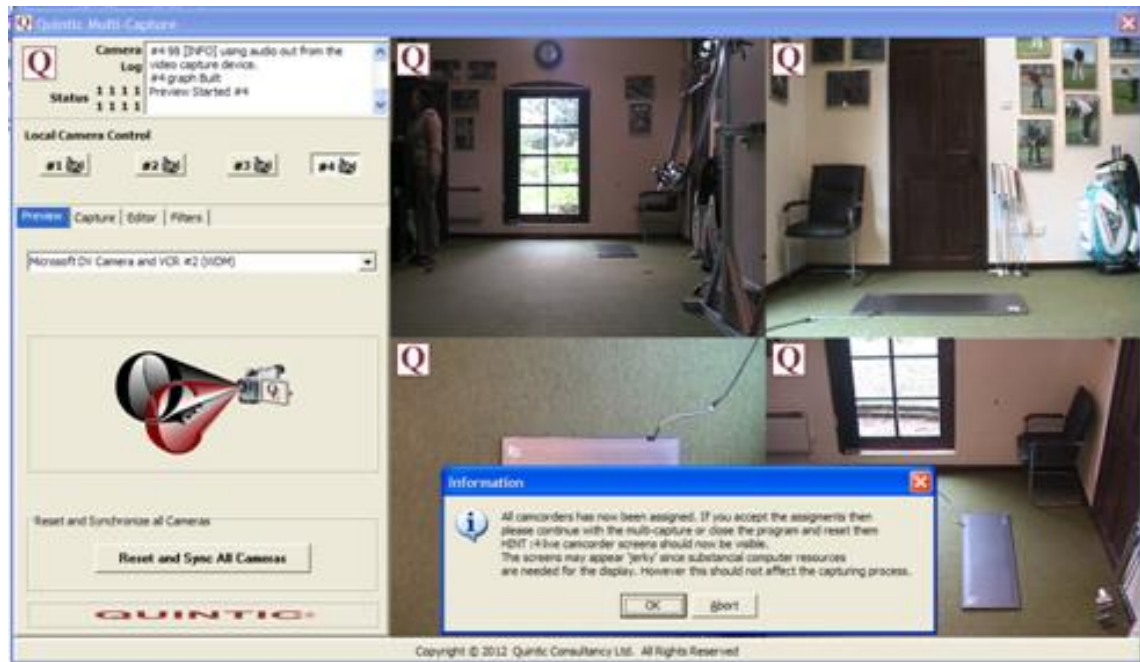 Quintic Multi-Capture
Camera
Log
#4 98 [INFO] using audio out from the
video capture device.
#4 graph Built
Preview Started #4
Status 1 1 1 1
1 1 1 1
Local Camera Control
#1
#2
#3
#4
Preview
Capture
Editor
Filters
Microsoft DV Camera and VCR #2 (WDM)
Reset and Synchronize all Cameras
Reset and Sync All Cameras
QUINTIC
Q
Q
Q
Q
Q
Q
Information
All camcorders has now been assigned. If you accept the assigments then
please continue with the multi-capture or close the program and reset them
HINT :4 live camcorder screens should now be visible.
The screens may appear 'jerky' since substancial computer resources
are needed for the display. However this should not affect the capturing process.
OK
Abort
Copyright © 2012 Quintic Consultancy Ltd. All Rights Reserved